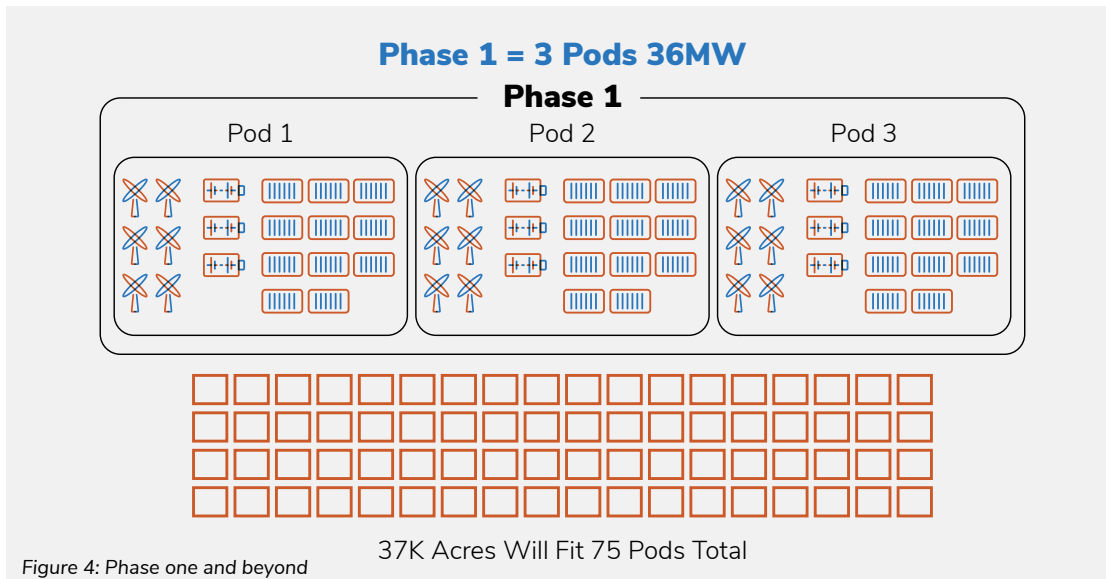 Phase 1 = 3 Pods 36MW
Phase 1
Pod 1
Pod 2
Pod 3
37K Acres Will Fit 75 Pods Total
Figure 4: Phase one and beyond